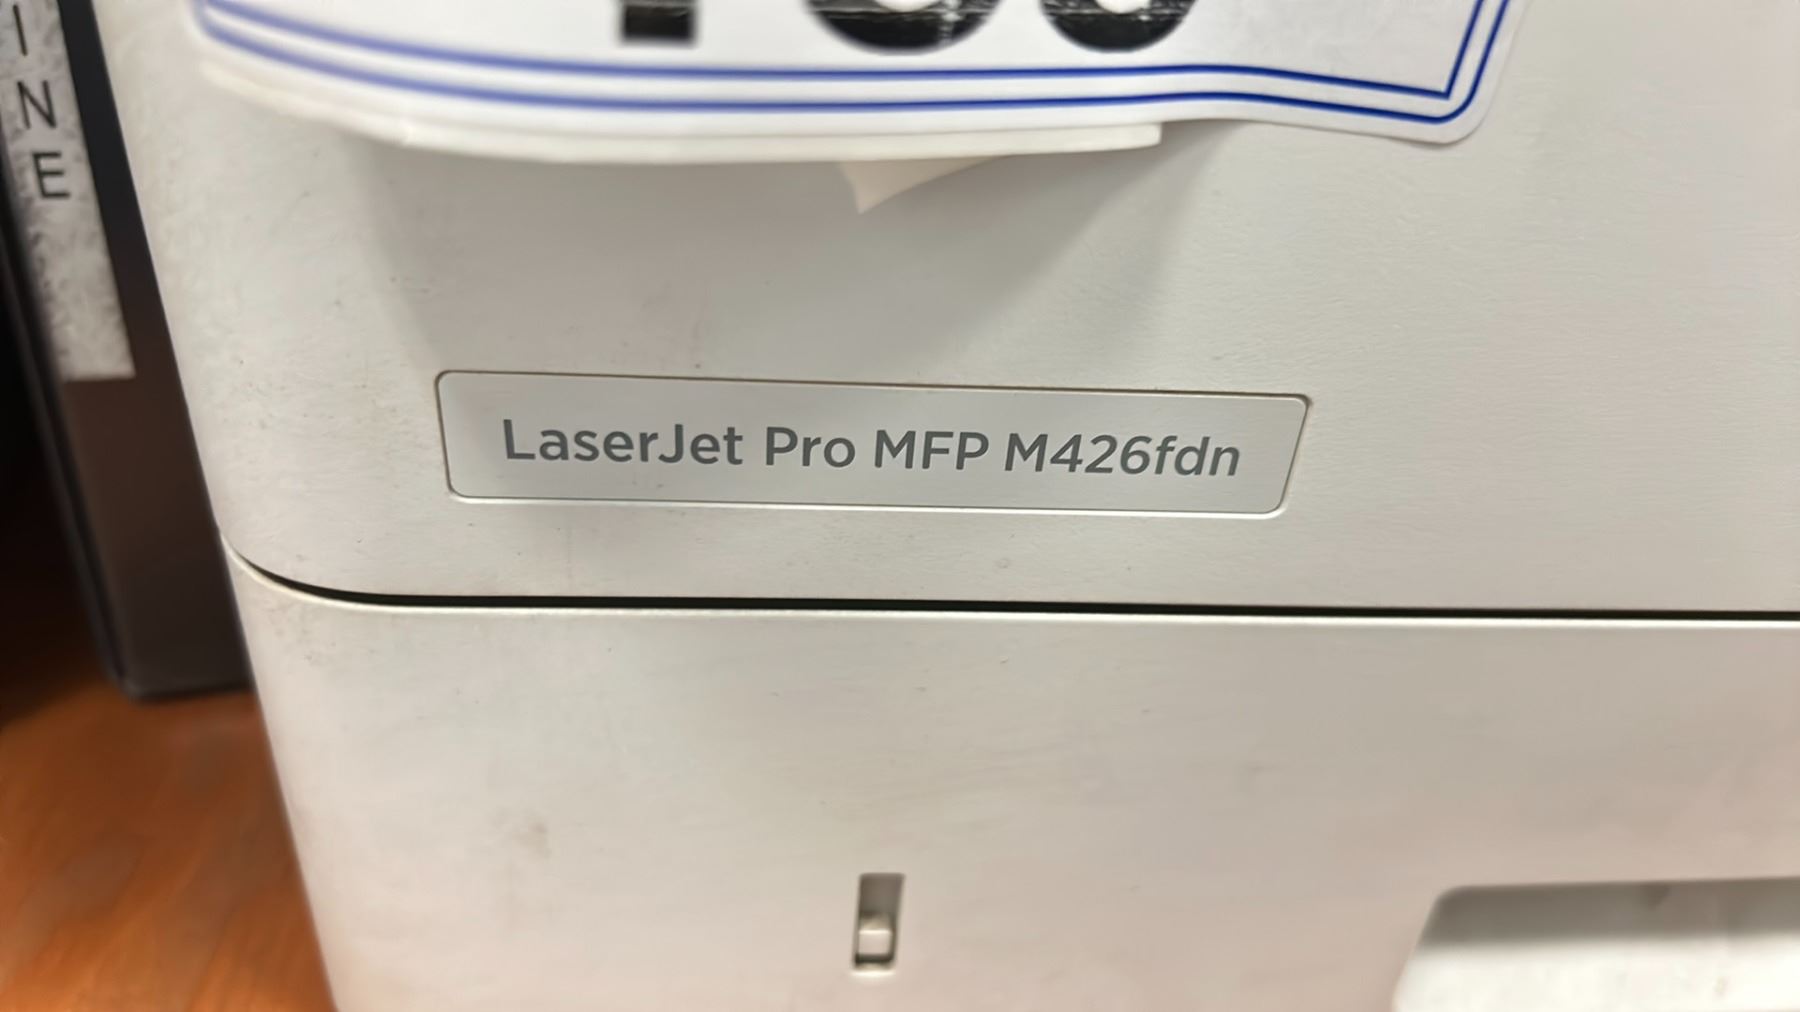 INE
LaserJet Pro MFP M426fdn